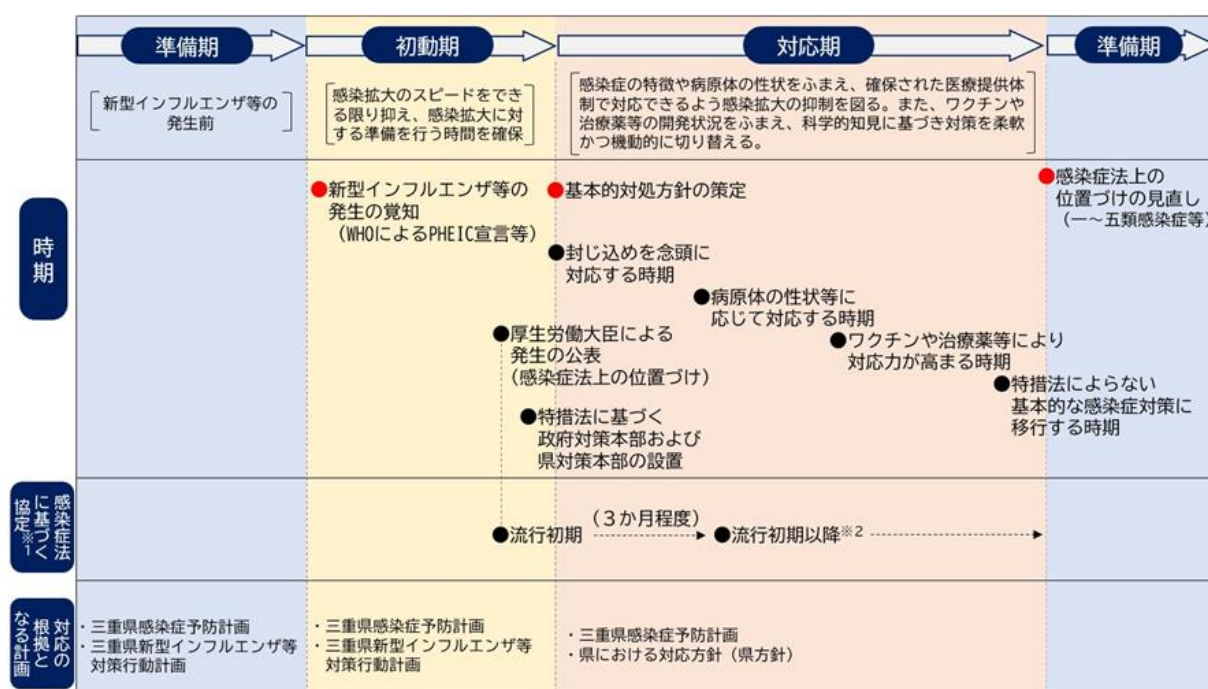 準備期
初動期
対応期
準備期
新型インフルエンザ等の
発生前
感染拡大のスピードをでき
る限り抑え、感染拡大に対
する準備を行う時間を確保
感染症の特徴や病原体の性状をふまえ、確保された医療提供体
制で対応できるよう感染拡大の抑制を図る。また、ワクチンや
治療薬等の開発状況をふまえ、科学的知見に基づき対策を柔軟
かつ機動的に切り替える。
時期
●新型インフルエンザ等の
発生の覚知
(WHOによるPHEIC宣言等)
●基本的対処方針の策定
●封じ込めを念頭に
対応する時期
●病原体の性状等に
応じて対応する時期
●厚生労働大臣による
発生の公表
(感染症法上の位置づけ)
●ワクチンや治療薬等により
対応力が高まる時期
●特措法に基づく
政府対策本部および
県対策本部の設置
●特措法によらない
基本的な感染症対策に
移行する時期
●感染症法上の
位置づけの見直し
(一～五類感染症等)
感染症法
に基づく
協定※1
●流行初期
(３か月程度)
●流行初期以降※2
対応の
根拠と
なる計画
・三重県感染症予防計画
・三重県新型インフルエンザ等
対策行動計画
・三重県感染症予防計画
・三重県新型インフルエンザ等
対策行動計画
・三重県感染症予防計画
・県における対応方針（県方針）